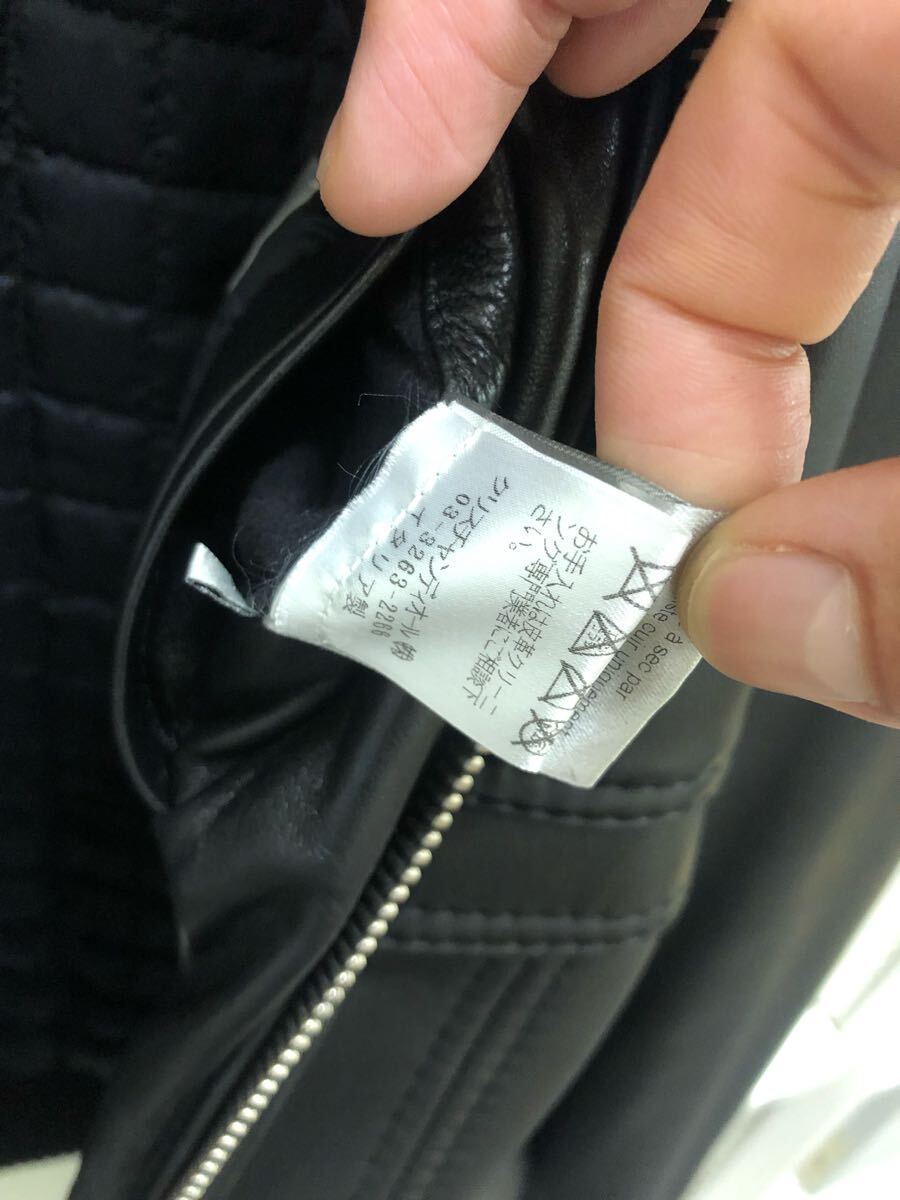 à sec par
ste cuir uniquement
お手入れは皮革クリーニ
ング専門業者にご相談下
さい。
クリスチャンディオール㈱
03-3263-2266
イタリア製